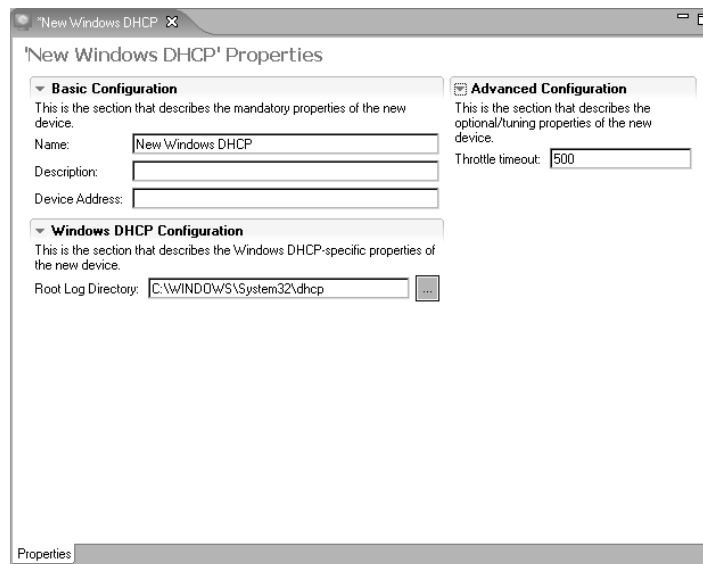 *New Windows DHCP
'New Windows DHCP' Properties
Basic Configuration
This is the section that describes the mandatory properties of the new
device.
Name: New Windows DHCP
Description:
Device Address:
Windows DHCP Configuration
This is the section that describes the Windows DHCP-specific properties of
the new device.
Root Log Directory: C:\WINDOWS\System32\dhcp ...
Advanced Configuration
This is the section that describes the
optional/tuning properties of the new
device.
Throttle timeout: 500
Properties